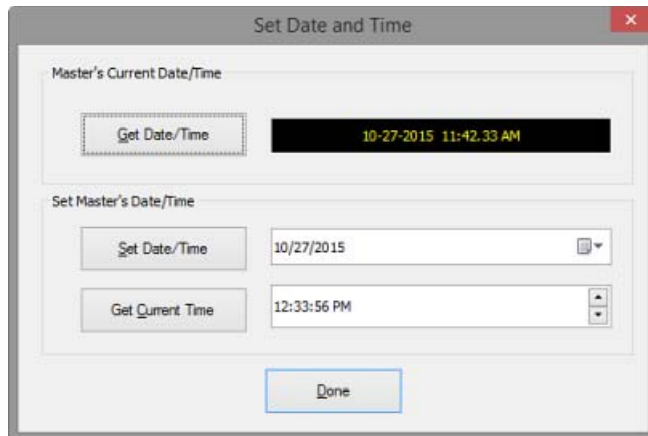 Set Date and Time
Master's Current Date/Time
Get Date/Time
10-27-2015 11:42.33 AM
Set Master's Date/Time
Set Date/Time
10/27/2015
Get Current Time
12:33:56 PM
Done